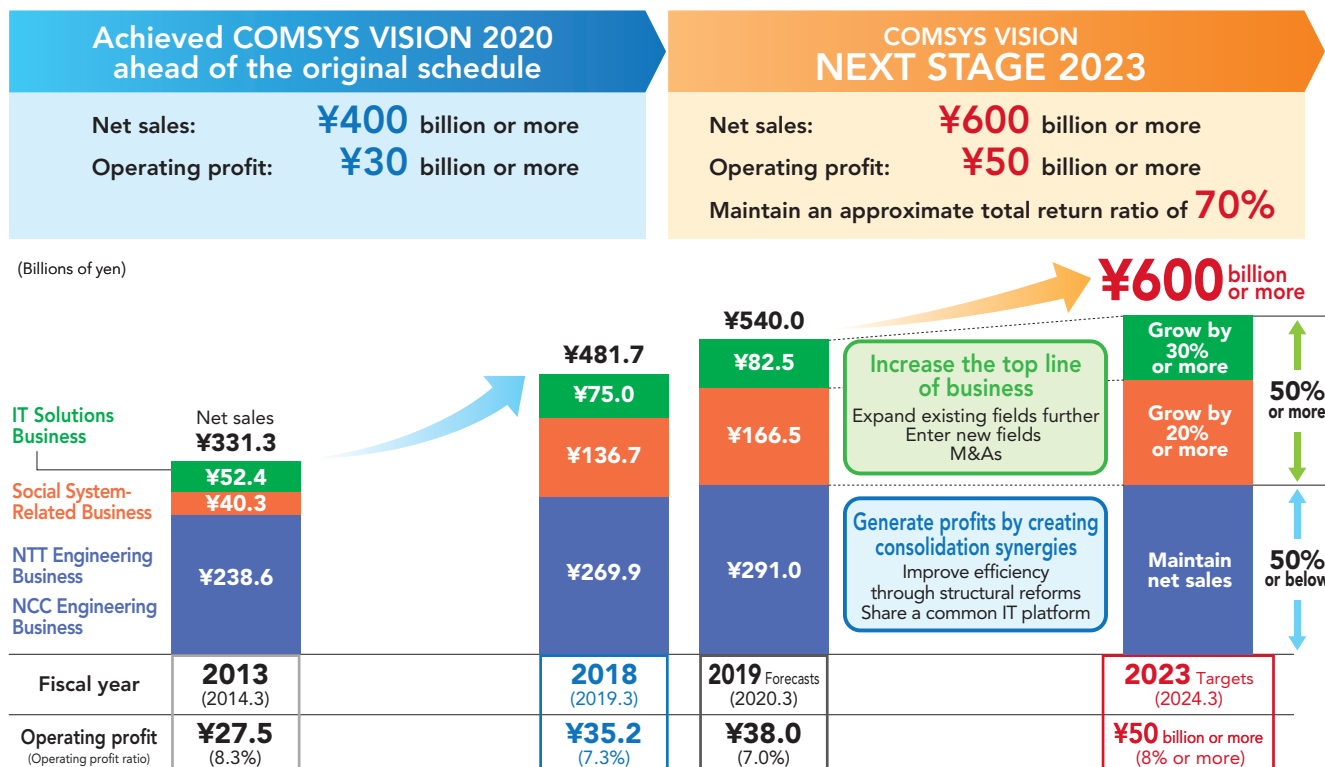 Achieved COMSYS VISION 2020
ahead of the original schedule
Net sales: ¥400 billion or more
Operating profit: ¥30 billion or more
COMSYS VISION
NEXT STAGE 2023
Net sales: ¥600 billion or more
Operating profit: ¥50 billion or more
Maintain an approximate total return ratio of 70%
(Billions of yen)
IT Solutions
Business
Social System-
Related Business
NTT Engineering
Business
NCC Engineering
Business
Net sales
¥331.3
¥52.4
¥40.3
¥238.6
¥481.7
¥75.0
¥136.7
¥269.9
¥540.0
¥82.5
¥166.5
¥291.0
Increase the top line
of business
Expand existing fields further
Enter new fields
M&As
Generate profits by creating
consolidation synergies
Improve efficiency
through structural reforms
Share a common IT platform
¥600 billion
or more
Grow by
30%
or more
Grow by
20%
or more
Maintain
net sales
50%
or more
50%
or below
Fiscal year
2013
(2014.3)
2018
(2019.3)
2019 Forecasts
(2020.3)
2023 Targets
(2024.3)
Operating profit
(Operating profit ratio)
¥27.5
(8.3%)
¥35.2
(7.3%)
¥38.0
(7.0%)
¥50 billion or more
(8% or more)